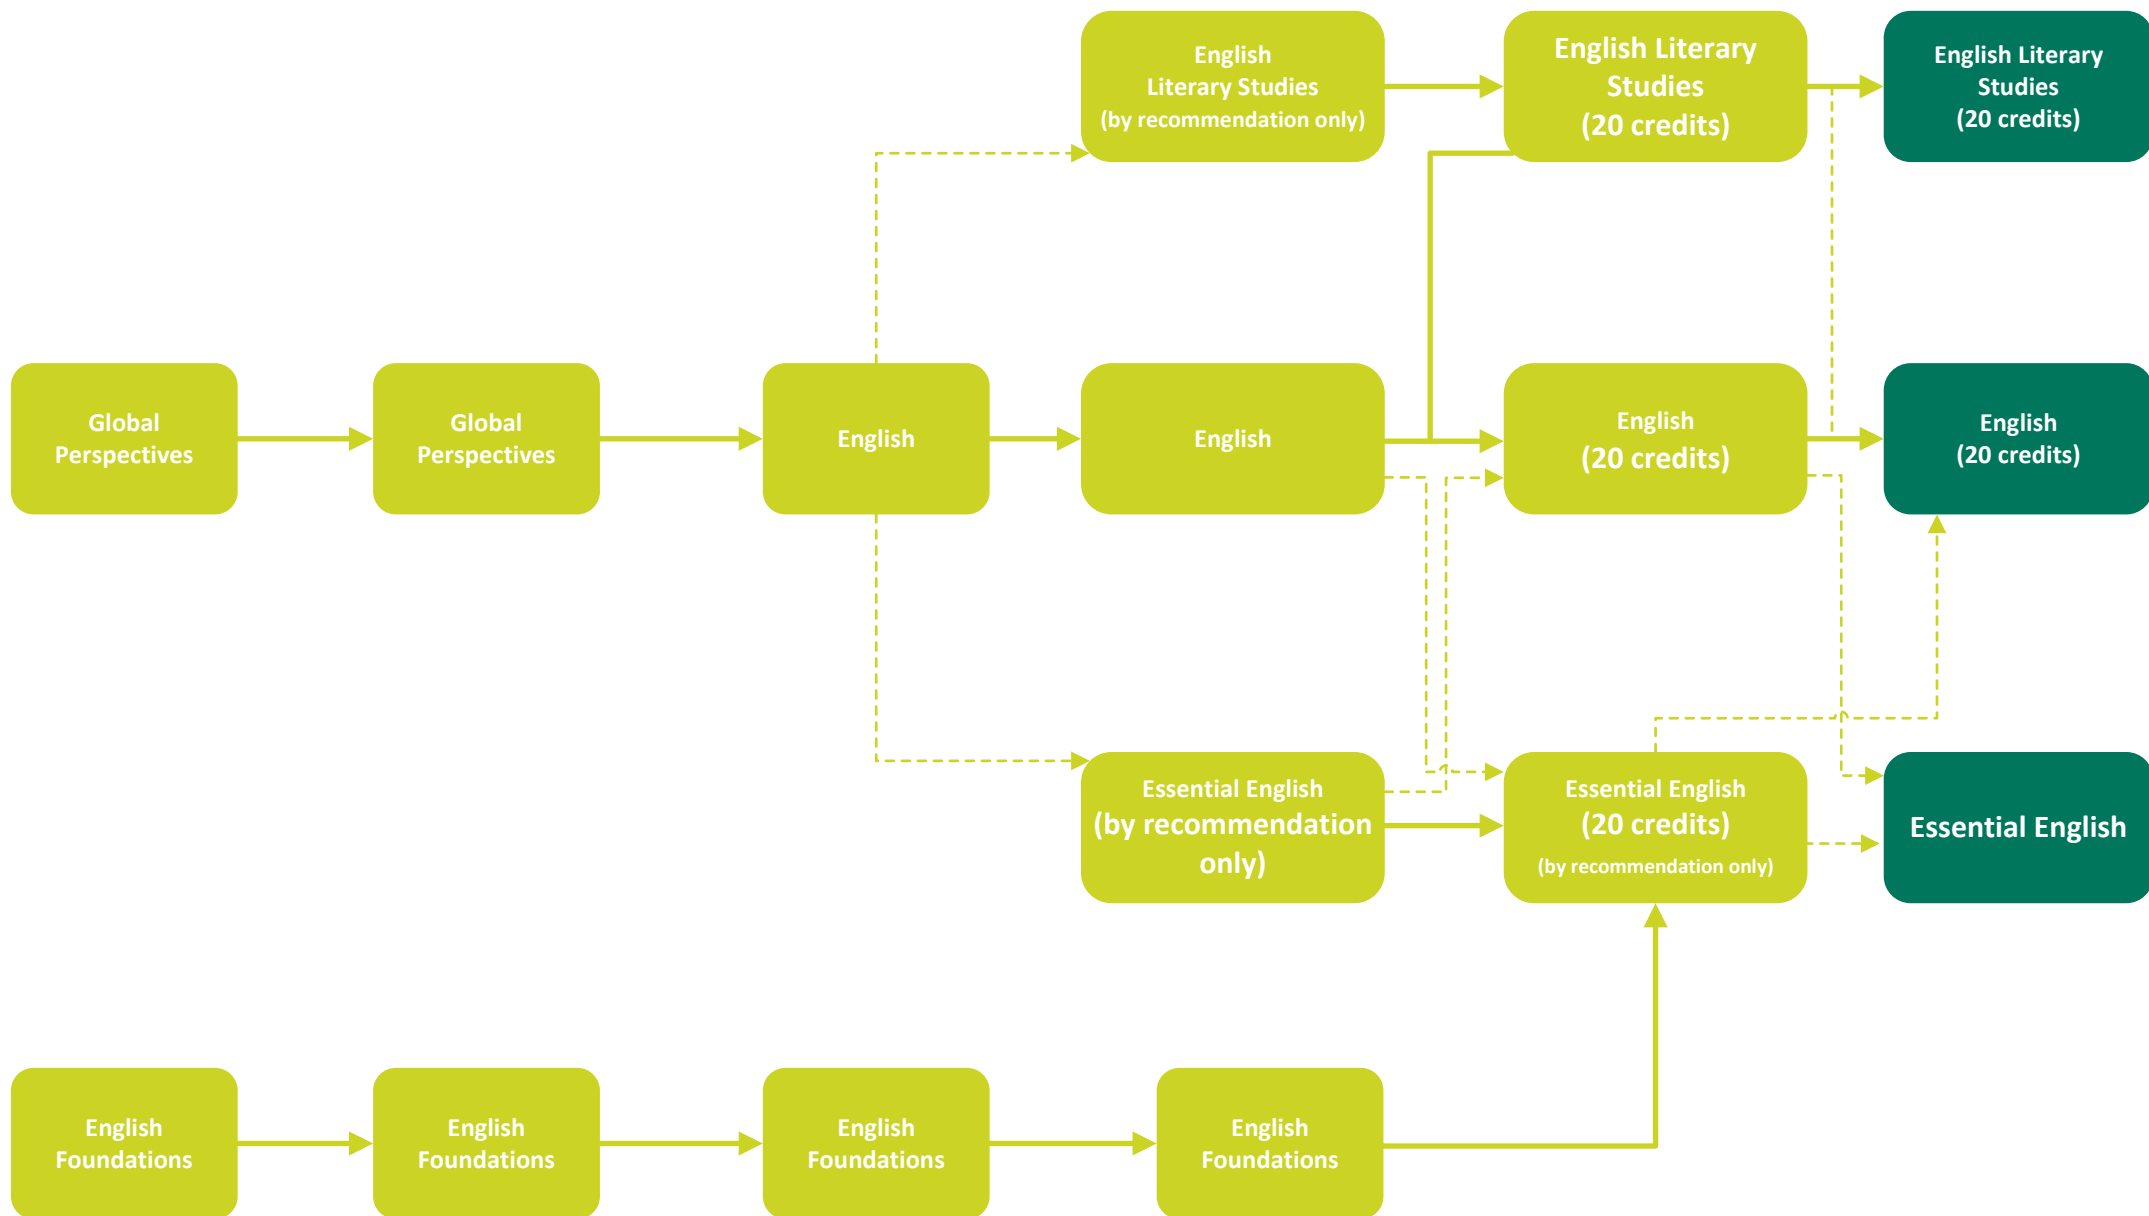 English
Literary Studies
(by recommendation only)
English Literary
Studies
(20 credits)
English Literary
Studies
(20 credits)
Global
Perspectives
Global
Perspectives
English
English
English
(20 credits)
English
(20 credits)
Essential English
(by recommendation
only)
Essential English
(20 credits)
(by recommendation only)
Essential English
English
Foundations
English
Foundations
English
Foundations
English
Foundations